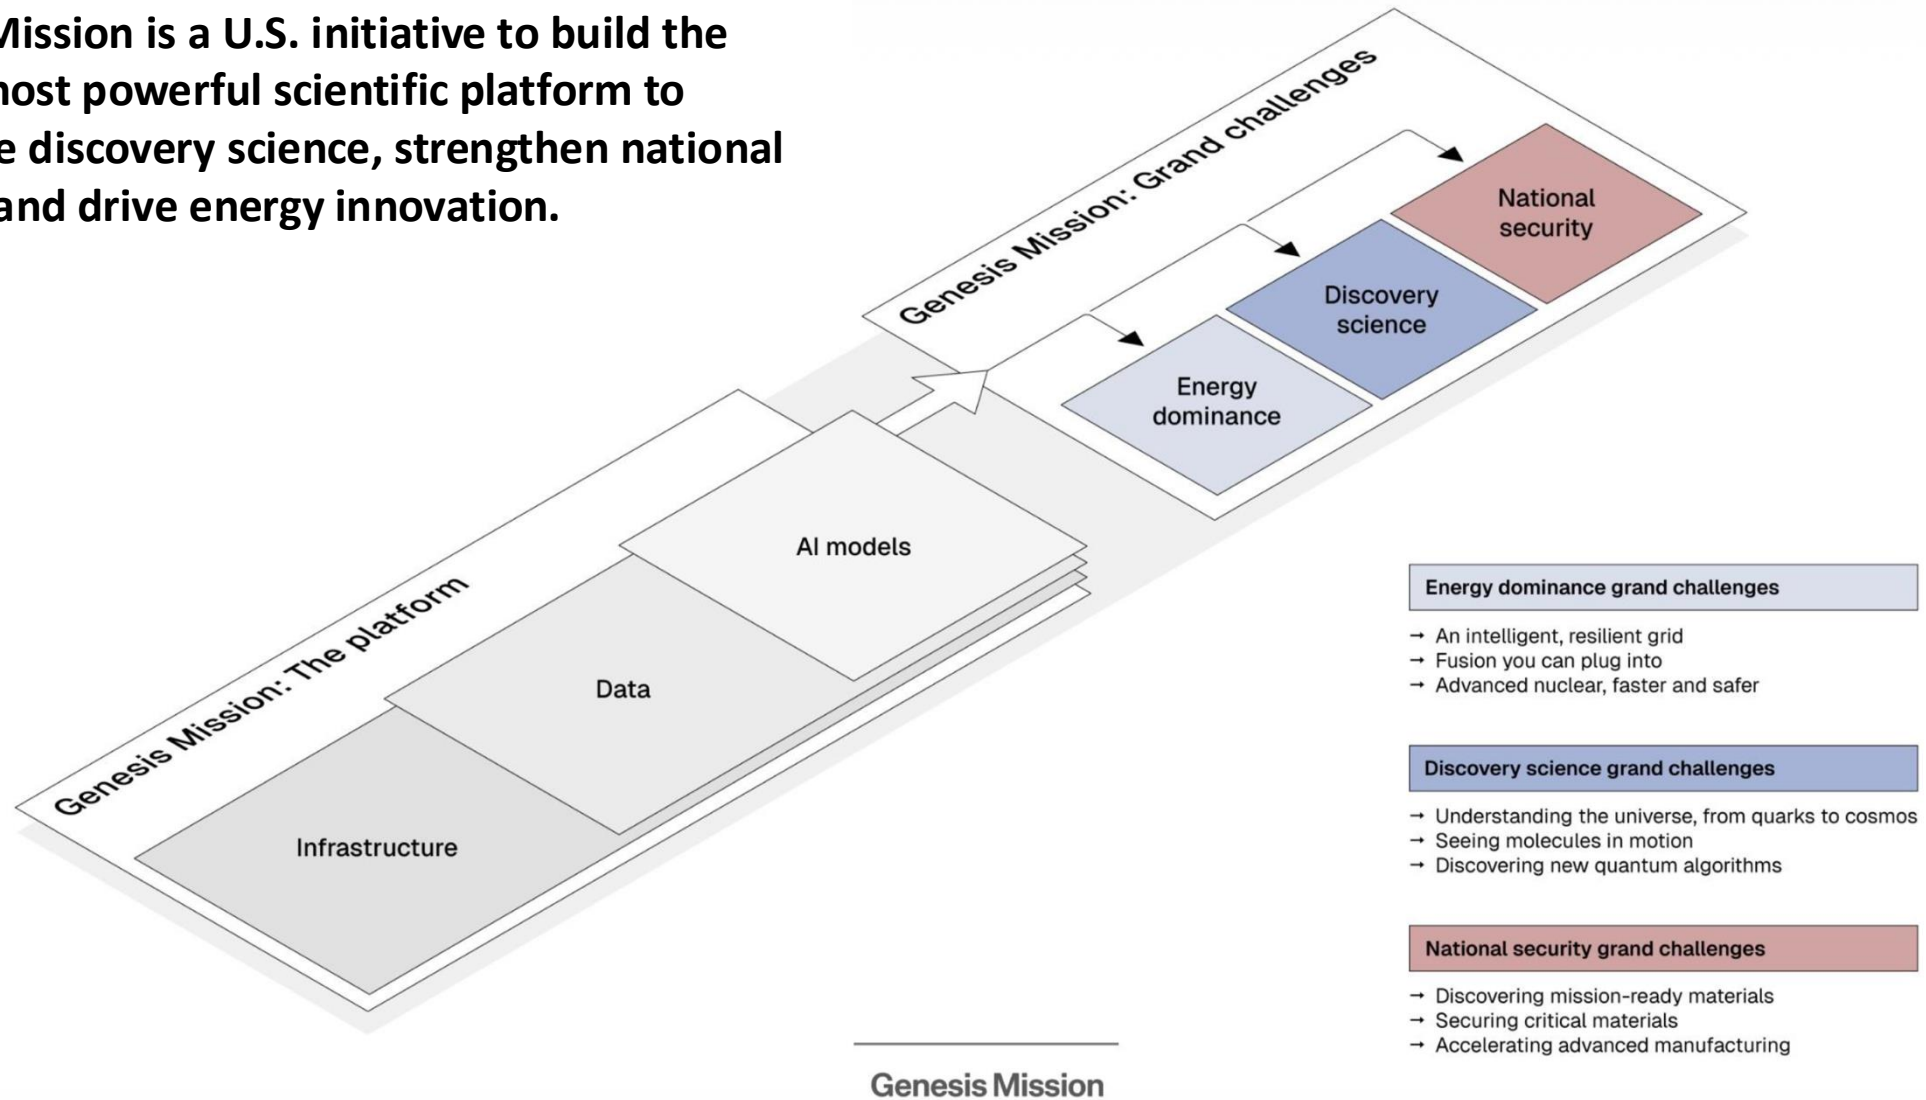 Mission is a U.S. initiative to build the
most powerful scientific platform to
e discovery science, strengthen national
and drive energy innovation.
Genesis Mission: Grand challenges
National
security
Discovery
science
Energy
dominance
Genesis Mission: The platform
AI models
Data
Infrastructure
Energy dominance grand challenges
→ An intelligent, resilient grid
→ Fusion you can plug into
→ Advanced nuclear, faster and safer
Discovery science grand challenges
→ Understanding the universe, from quarks to cosmos
→ Seeing molecules in motion
→ Discovering new quantum algorithms
National security grand challenges
→ Discovering mission-ready materials
→ Securing critical materials
→ Accelerating advanced manufacturing
Genesis Mission